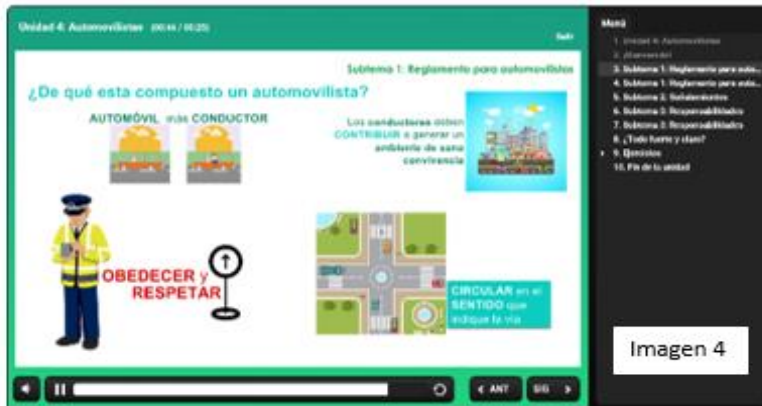 Unidad 4: Automovilistas (00:44 / 00:25)
Salir
Subtema 1: Reglamento para automovilistas
¿De qué esta compuesto un automovilista?
AUTOMÓVIL más CONDUCTOR
Los conductores deben
CONTRIBUIR a generar un
ambiente de sana
convivencia
OBEDECER y
RESPETAR
CIRCULAR en el
SENTIDO que
indique la vía
ANT
SIG
Menú
1. Unidad 4: Automovilistas
2. ¡Bienvenido!
3. Subtema 1: Reglamento para auto...
4. Subtema 1: Reglamento para auto...
5. Subtema 2: Señalamientos
6. Subtema 3: Responsabilidades
7. Subtema 3: Responsabilidades
8. ¿Todo fuerte y claro?
9. Ejercicios
10. Fin de la unidad
Imagen 4